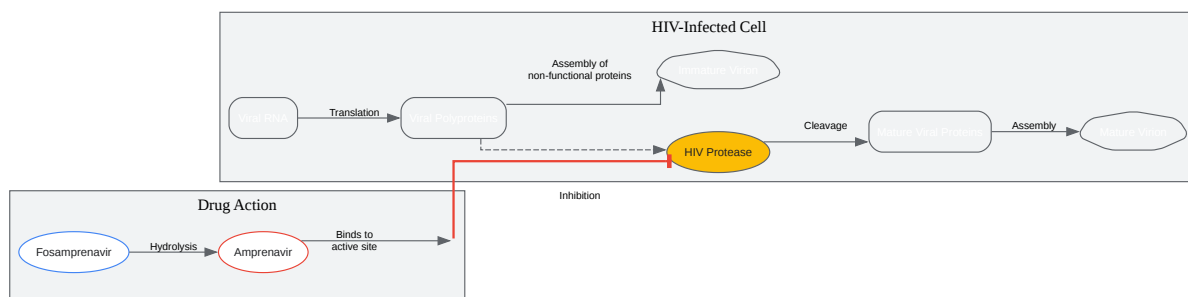 HIV-Infected Cell
Assembly of
non-functional proteins
Immature Virion
Viral RNA
Translation
Viral Polyproteins
Cleavage
Mature Viral Proteins
Assembly
Mature Virion
HIV Protease
Inhibition
Drug Action
Fosamprenavir
Hydrolysis
Amprenavir
Binds to
active site